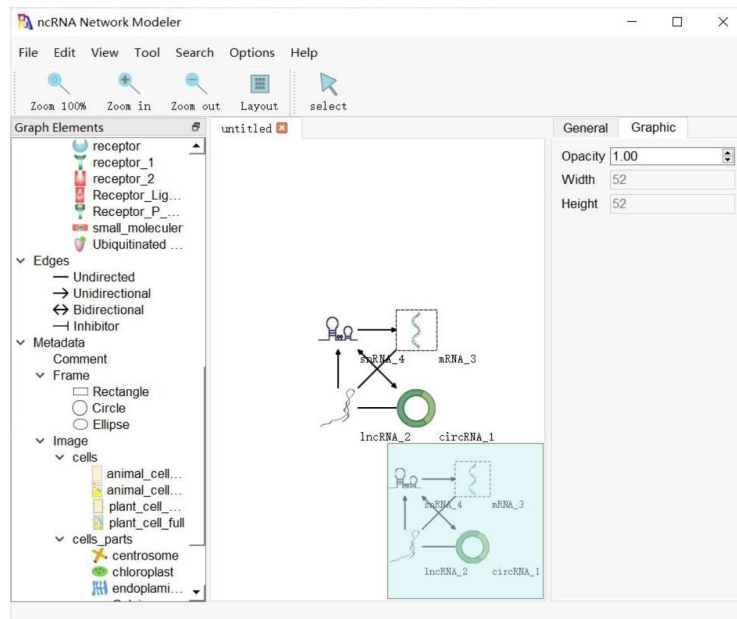 ncRNA Network Modeler
File Edit View Tool Search Options Help
Zoom 100% Zoom in Zoom out Layout select
Graph Elements
receptor
receptor_1
receptor_2
Receptor_Lig...
Receptor_P_...
small_moleculer
Ubiquitinated ...
Edges
Undirected
Unidirectional
Bidirectional
Inhibitor
Metadata
Comment
Frame
Rectangle
Circle
Ellipse
Image
cells
animal_cell...
animal_cell...
plant_cell_...
plant_cell_full
cells_parts
centrosome
chloroplast
endoplami...
untitled
snRNA_4 mRNA_3
lncRNA_2 circRNA_1
snRNA_4 mRNA_3
lncRNA_2 circRNA_1
General Graphic
Opacity 1.00
Width 52
Height 52